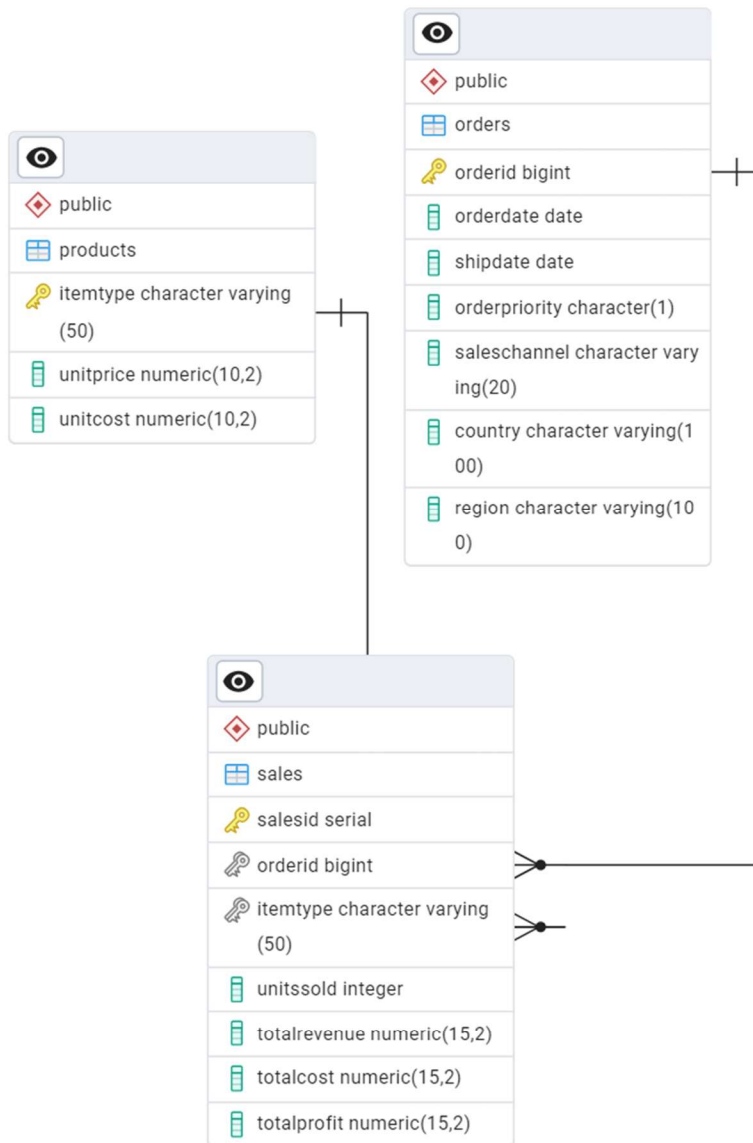 public
products
itemtype character varying
(50)
unitprice numeric(10,2)
unitcost numeric(10,2)
public
orders
orderid bigint
orderdate date
shipdate date
orderpriority character(1)
saleschannel character vary
ing(20)
country character varying(1
00)
region character varying(10
0)
public
sales
salesid serial
orderid bigint
itemtype character varying
(50)
unitssold integer
totalrevenue numeric(15,2)
totalcost numeric(15,2)
totalprofit numeric(15,2)